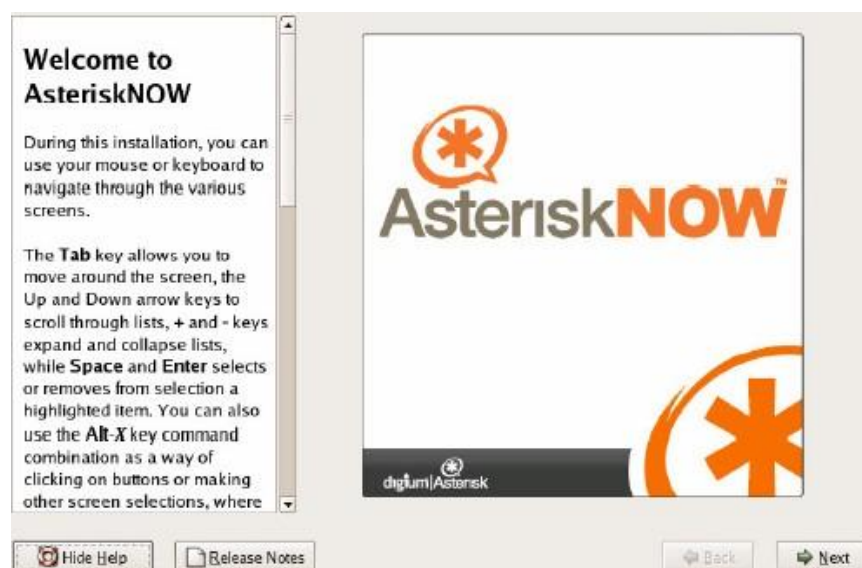 Welcome to
AsteriskNOW
During this installation, you can
use your mouse or keyboard to
navigate through the various
screens.
The Tab key allows you to
move around the screen, the
Up and Down arrow keys to
scroll through lists, + and - keys
expand and collapse lists,
while Space and Enter selects
or removes from selection a
highlighted item. You can also
use the Alt-X key command
combination as a way of
clicking on buttons or making
other screen selections, where
AsteriskNOW™
digium|Asterisk
Hide Help
Release Notes
Back
Next